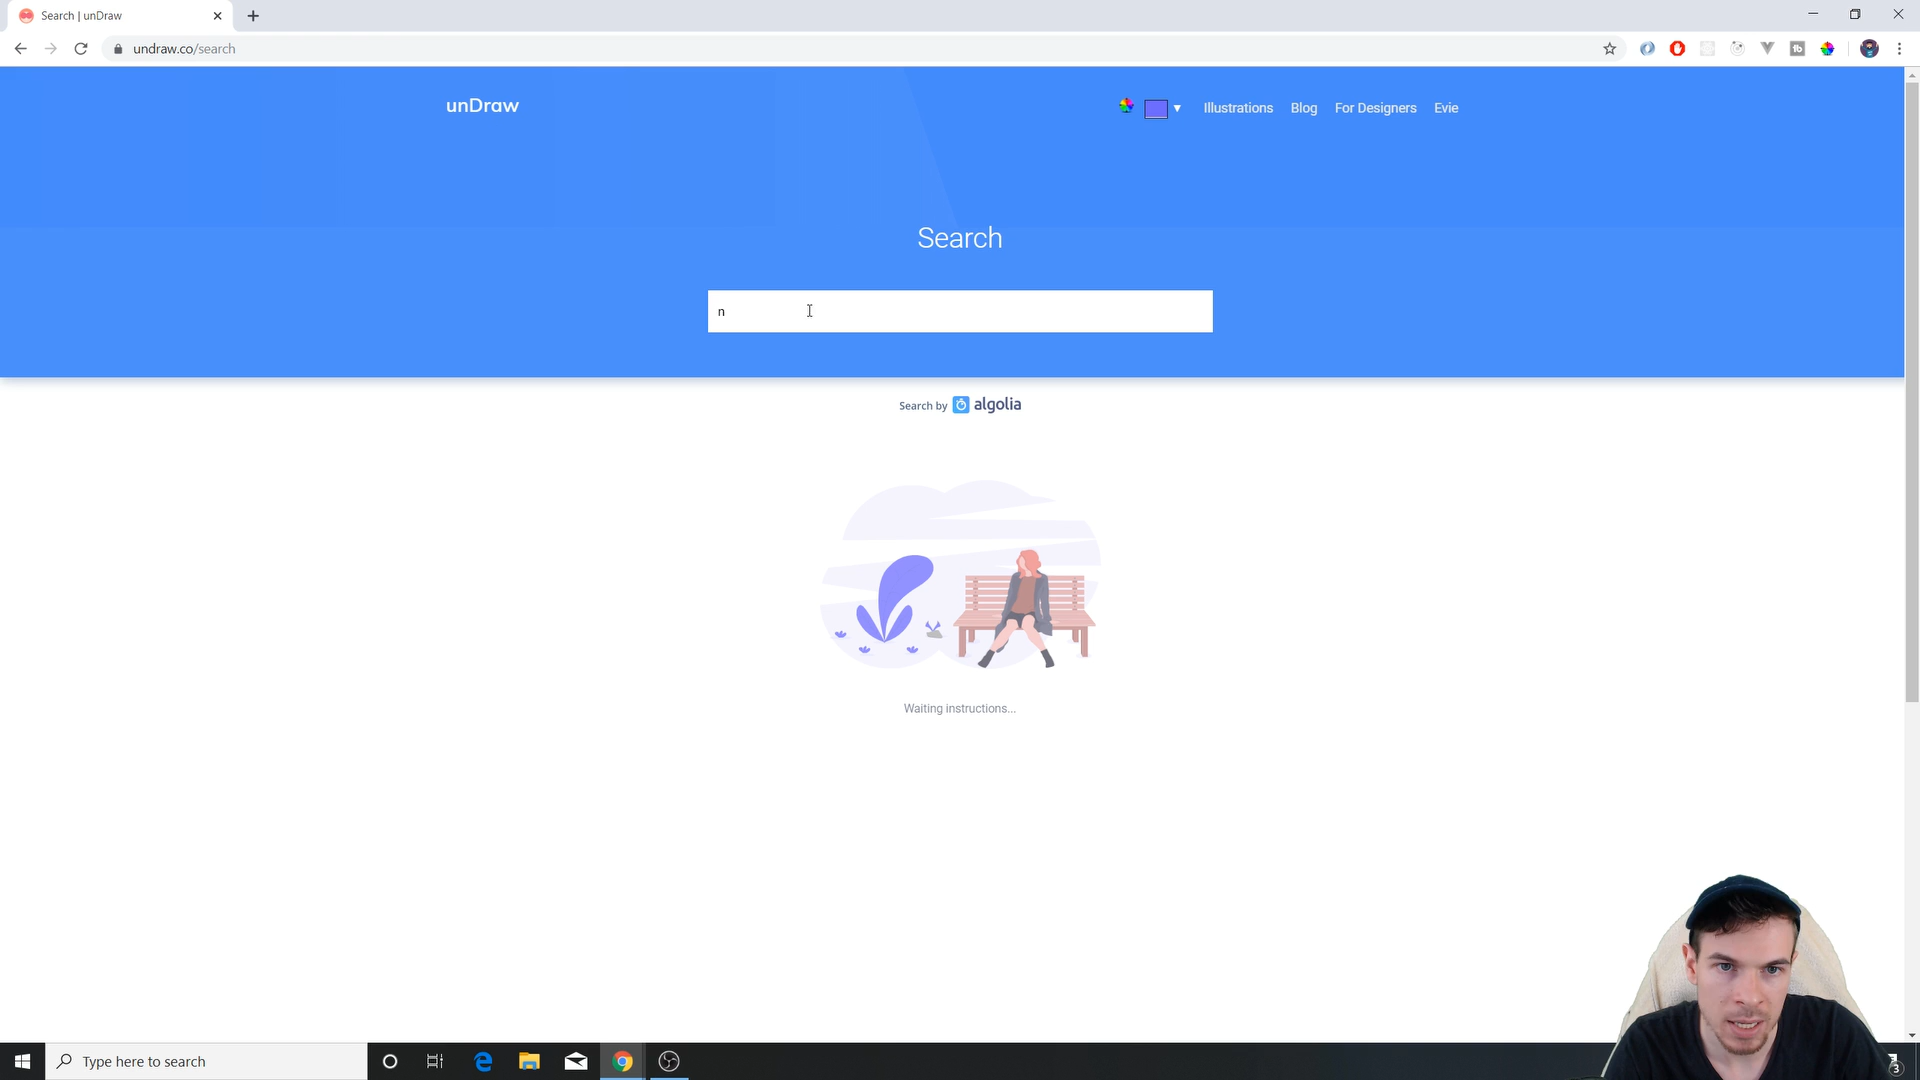 Search | unDraw
undraw.co/search
unDraw
Illustrations
Blog
For Designers
Evie
Search
n
Search by algolia
Waiting instructions...
Type here to search
3